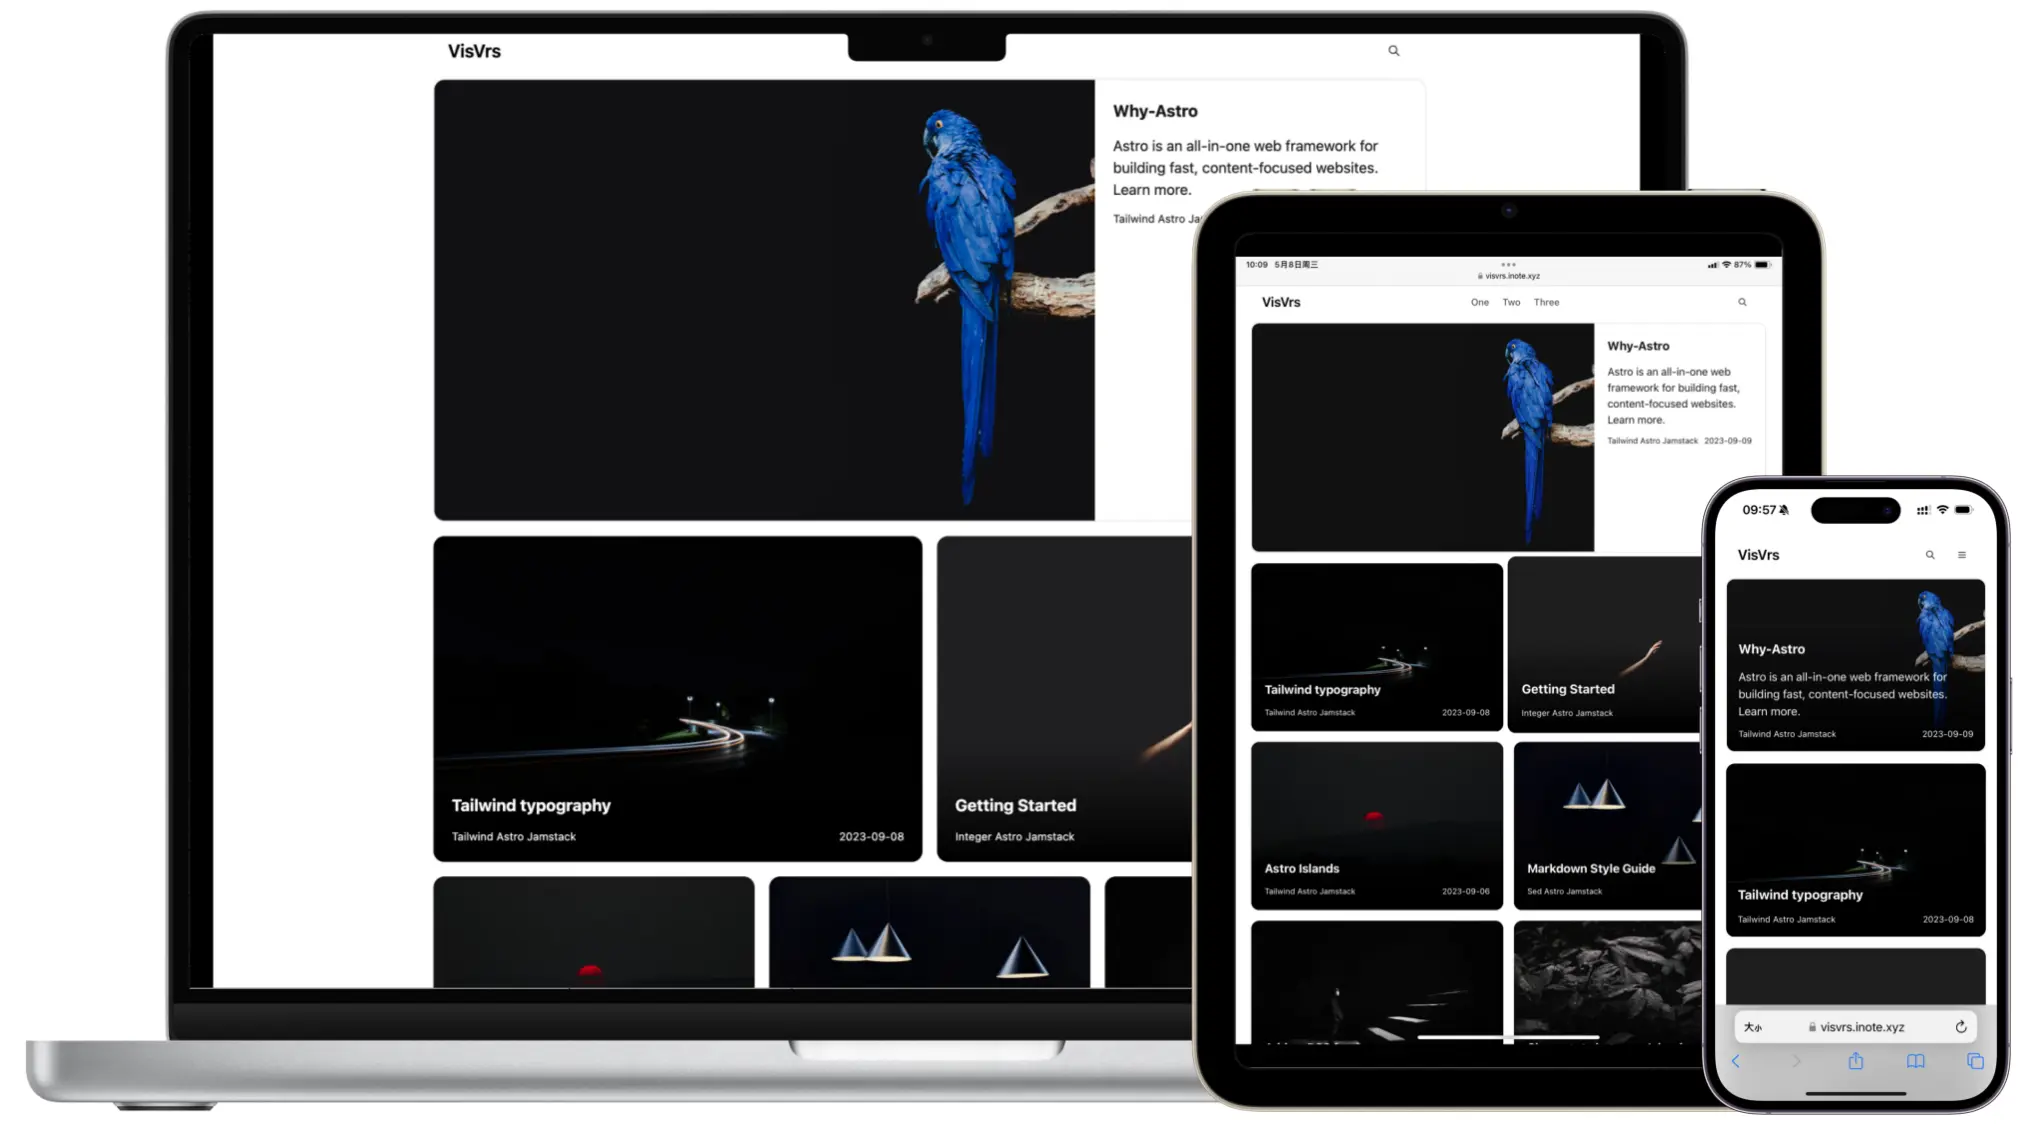 VisVrs
Why-Astro
Astro is an all-in-one web framework for
building fast, content-focused websites.
Learn more.
Tailwind Astro
Tailwind typography
Tailwind Astro Jamstack 2023-09-08
Getting Started
Integer Astro Jamstack
10:09 5月8日周三
87%
visvrs.inote.xyz
VisVrs One Two Three
Why-Astro
Astro is an all-in-one web
framework for building fast,
content-focused websites.
Learn more.
Tailwind Astro Jamstack 2023-09-09
Tailwind typography
Tailwind Astro Jamstack 2023-09-08
Getting Started
Integer Astro Jamstack
Astro Islands
Tailwind Astro Jamstack 2023-09-06
Markdown Style Guide
Sed Astro Jamstack
09:57
VisVrs
Why-Astro
Astro is an all-in-one web framework for
building fast, content-focused websites.
Learn more.
Tailwind Astro Jamstack 2023-09-09
Tailwind typography
Tailwind Astro Jamstack 2023-09-08
大小 visvrs.inote.xyz